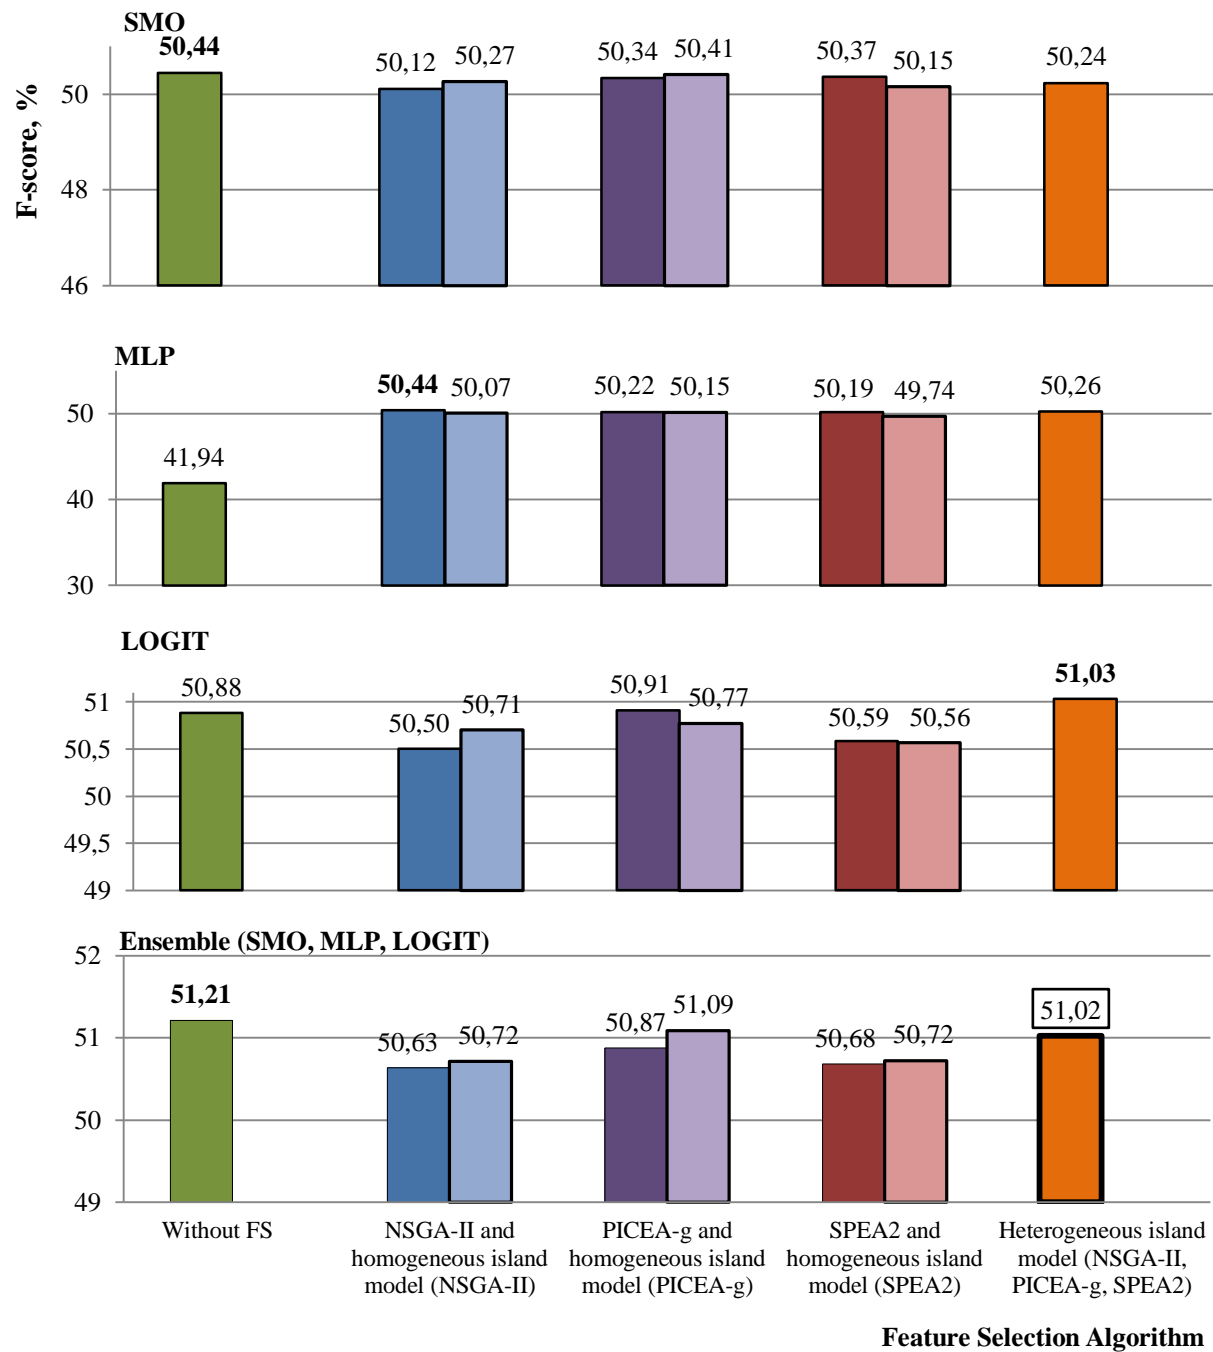 SMO
50,44
50,12
50,27
50,34
50,41
50,37
50,15
50,24
F-score, %
50
48
46
MLP
41,94
50,44
50,07
50,22
50,15
50,19
49,74
50,26
50
40
30
LOGIT
50,88
50,50
50,71
50,91
50,77
50,59
50,56
51,03
51
50,5
50
49,5
49
Ensemble (SMO, MLP, LOGIT)
51,21
50,63
50,72
50,87
51,09
50,68
50,72
51,02
52
51
50
49
Without FS
NSGA-II and
homogeneous island
model (NSGA-II)
PICEA-g and
homogeneous island
model (PICEA-g)
SPEA2 and
homogeneous island
model (SPEA2)
Heterogeneous island
model (NSGA-II,
PICEA-g, SPEA2)
Feature Selection Algorithm